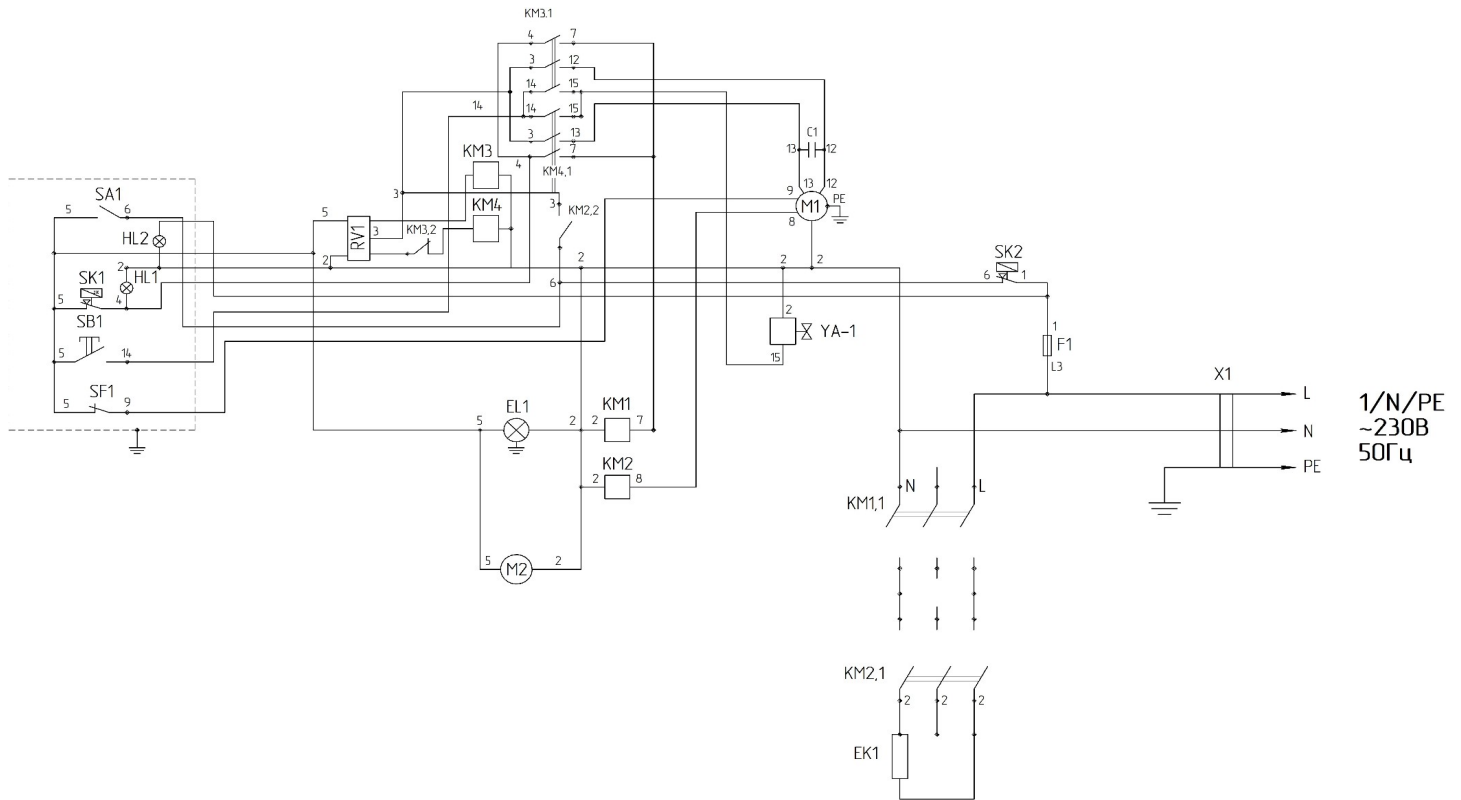 KM3.1
4 7
3 12
14 15
14 14 15
3 13
4 7
KM4,1
C1
13 12
13 12
9 PE
M1
8
KM3
KM4
3
3
KM2,2
5
RV1
3
KM3,2
2
SA1
5 6
HL2
2
HL1
SK1
5 4
SB1
5 14
SF1
5 9
2
6
2 2
2
YA-1
15
SK2
6 1
1
F1
L3
X1
L
N
PE
1/N/PE
~230В
50Гц
EL1
5 2
KM1
2 7
KM2
2 8
5 M2 2
N L
KM1,1
KM2,1
2 2 2
EK1